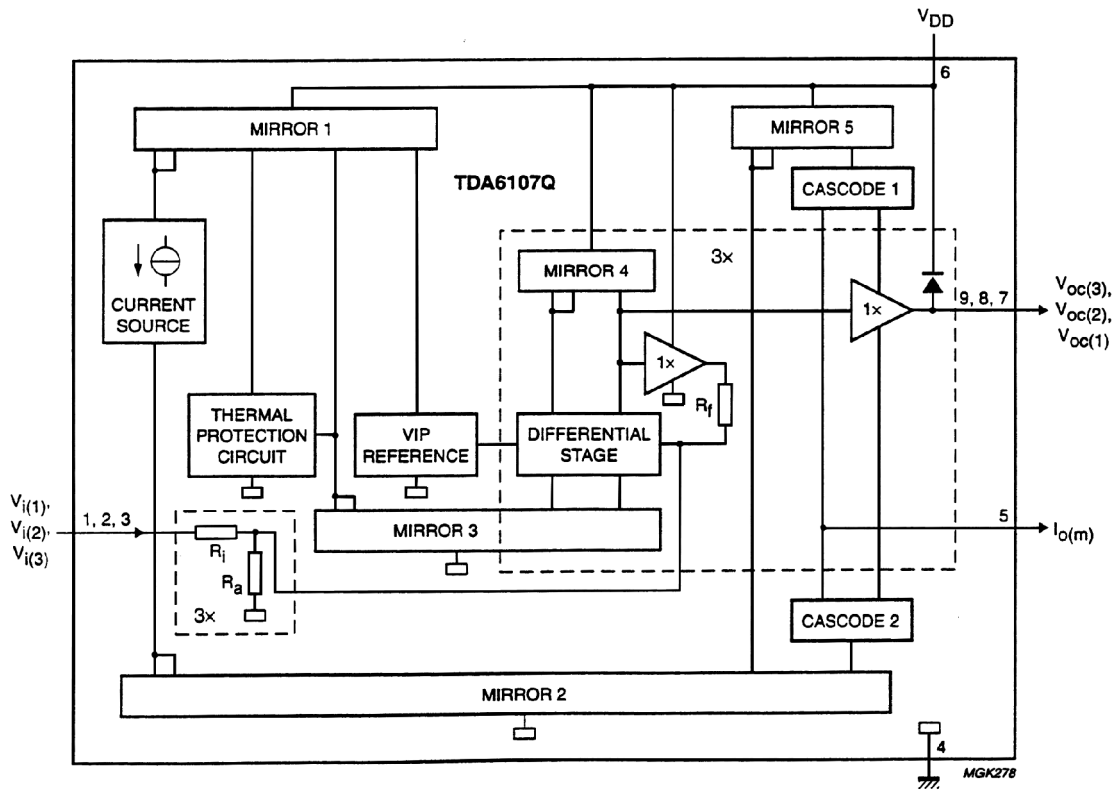 VDD
6
MIRROR 1
MIRROR 5
TDA6107Q
CASCODE 1
3×
MIRROR 4
CURRENT
SOURCE
1×
9, 8, 7
Voc(3),
Voc(2),
Voc(1)
1×
Rf
THERMAL
PROTECTION
CIRCUIT
VIP
REFERENCE
DIFFERENTIAL
STAGE
Vi(1),
Vi(2),
Vi(3)
1, 2, 3
MIRROR 3
5
Io(m)
Ri
Ra
3×
CASCODE 2
MIRROR 2
4
MGK278